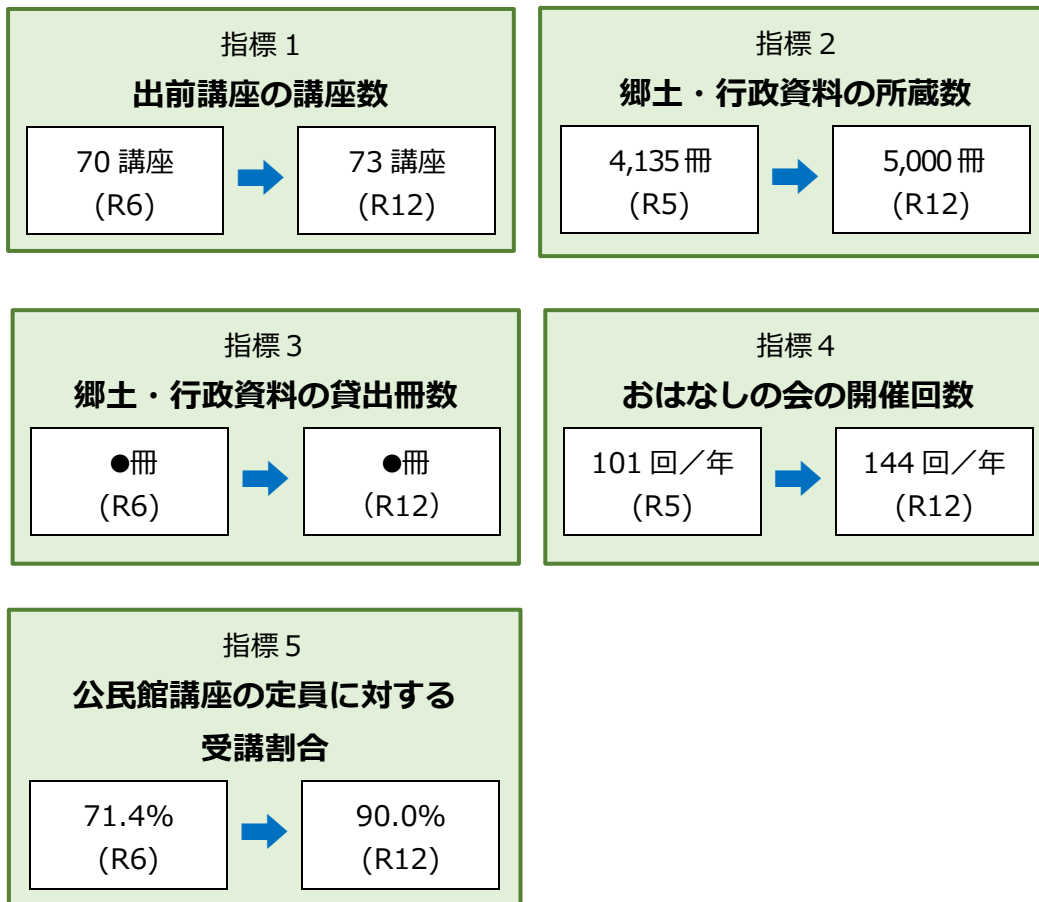 指標１
出前講座の講座数
70 講座
(R6)
73 講座
(R12)
指標２
郷土・行政資料の所蔵数
4,135 冊
(R5)
5,000 冊
(R12)
指標３
郷土・行政資料の貸出冊数
●冊
(R6)
●冊
（R12）
指標４
おはなしの会の開催回数
101 回／年
(R5)
144 回／年
(R12)
指標５
公民館講座の定員に対する
受講割合
71.4%
(R6)
90.0%
(R12)